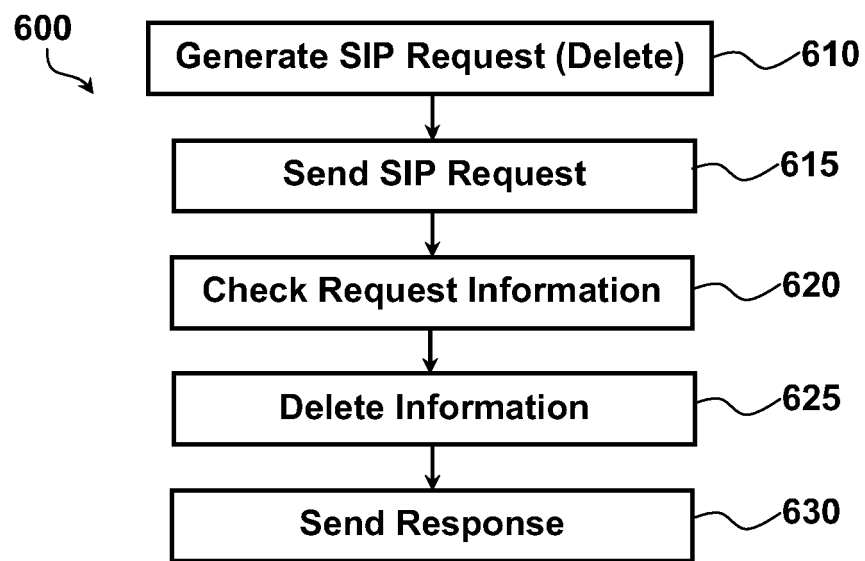 600
Generate SIP Request (Delete)
610
Send SIP Request
615
Check Request Information
620
Delete Information
625
Send Response
630